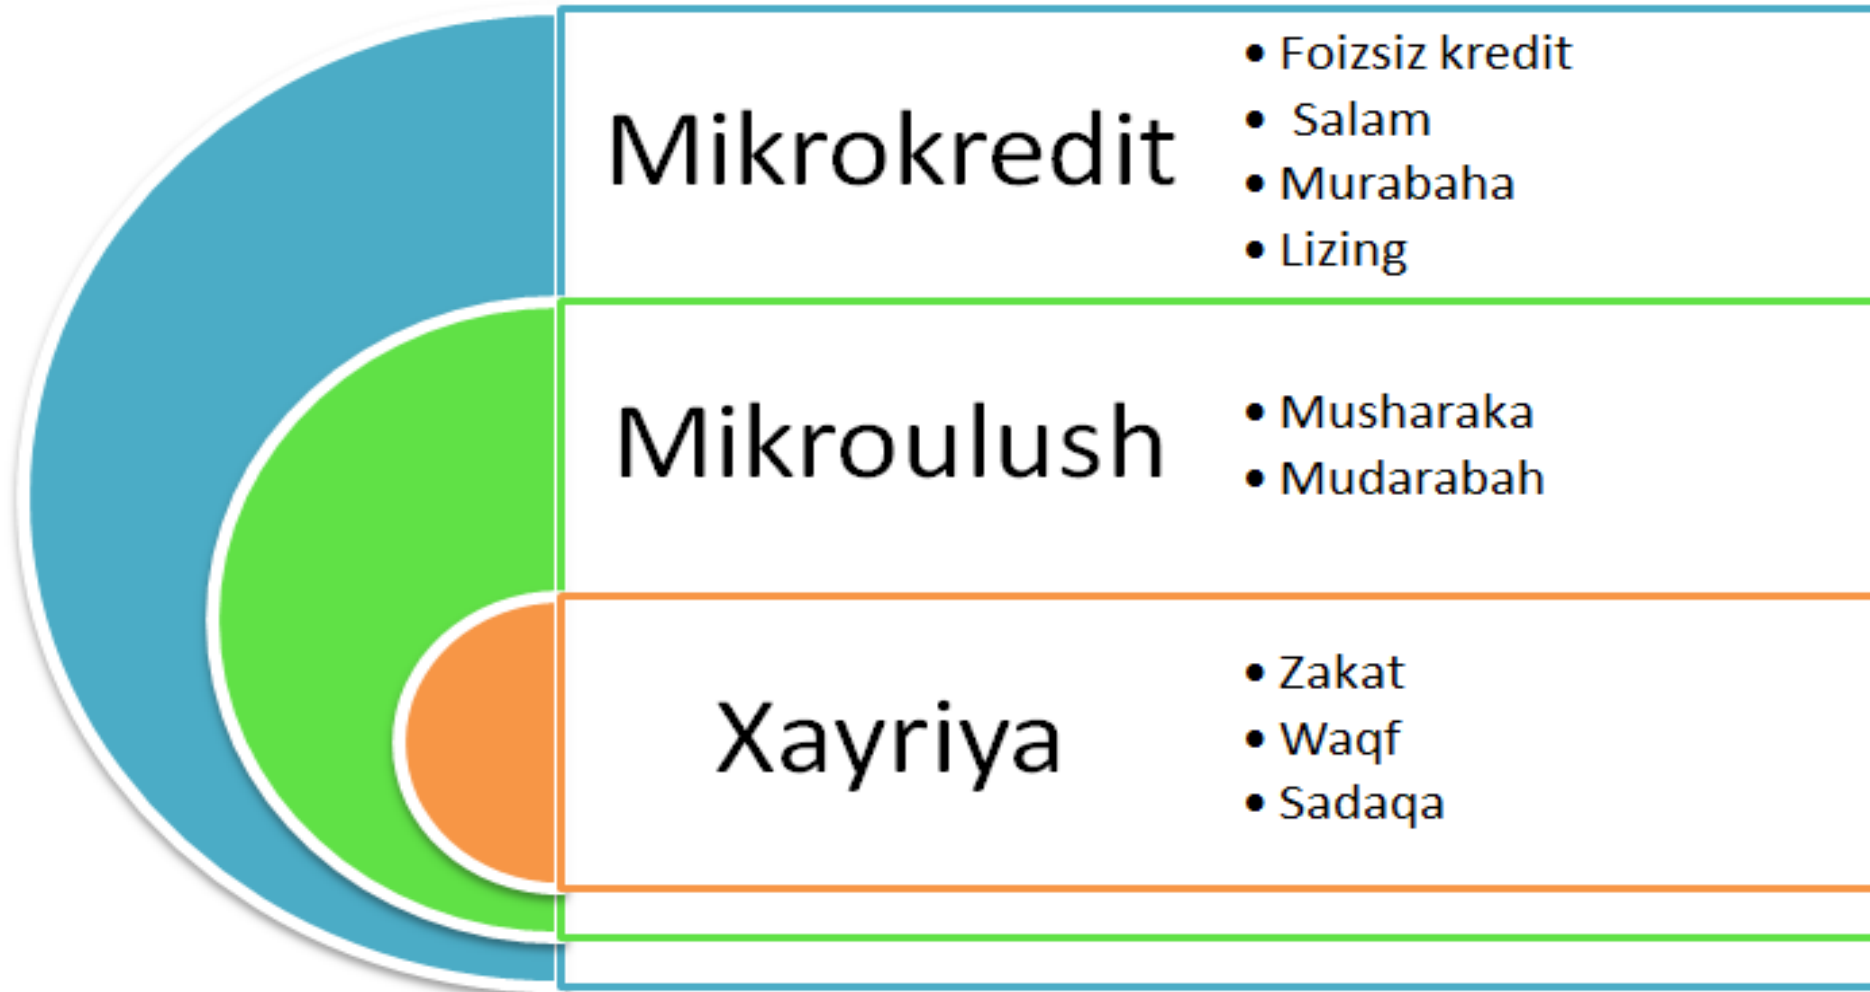 Mikrokredit
• Foizsiz kredit
• Salam
• Murabaha
• Lizing
Mikroulush
• Musharaka
• Mudarabah
Xayriya
• Zakat
• Waqf
• Sadaqa